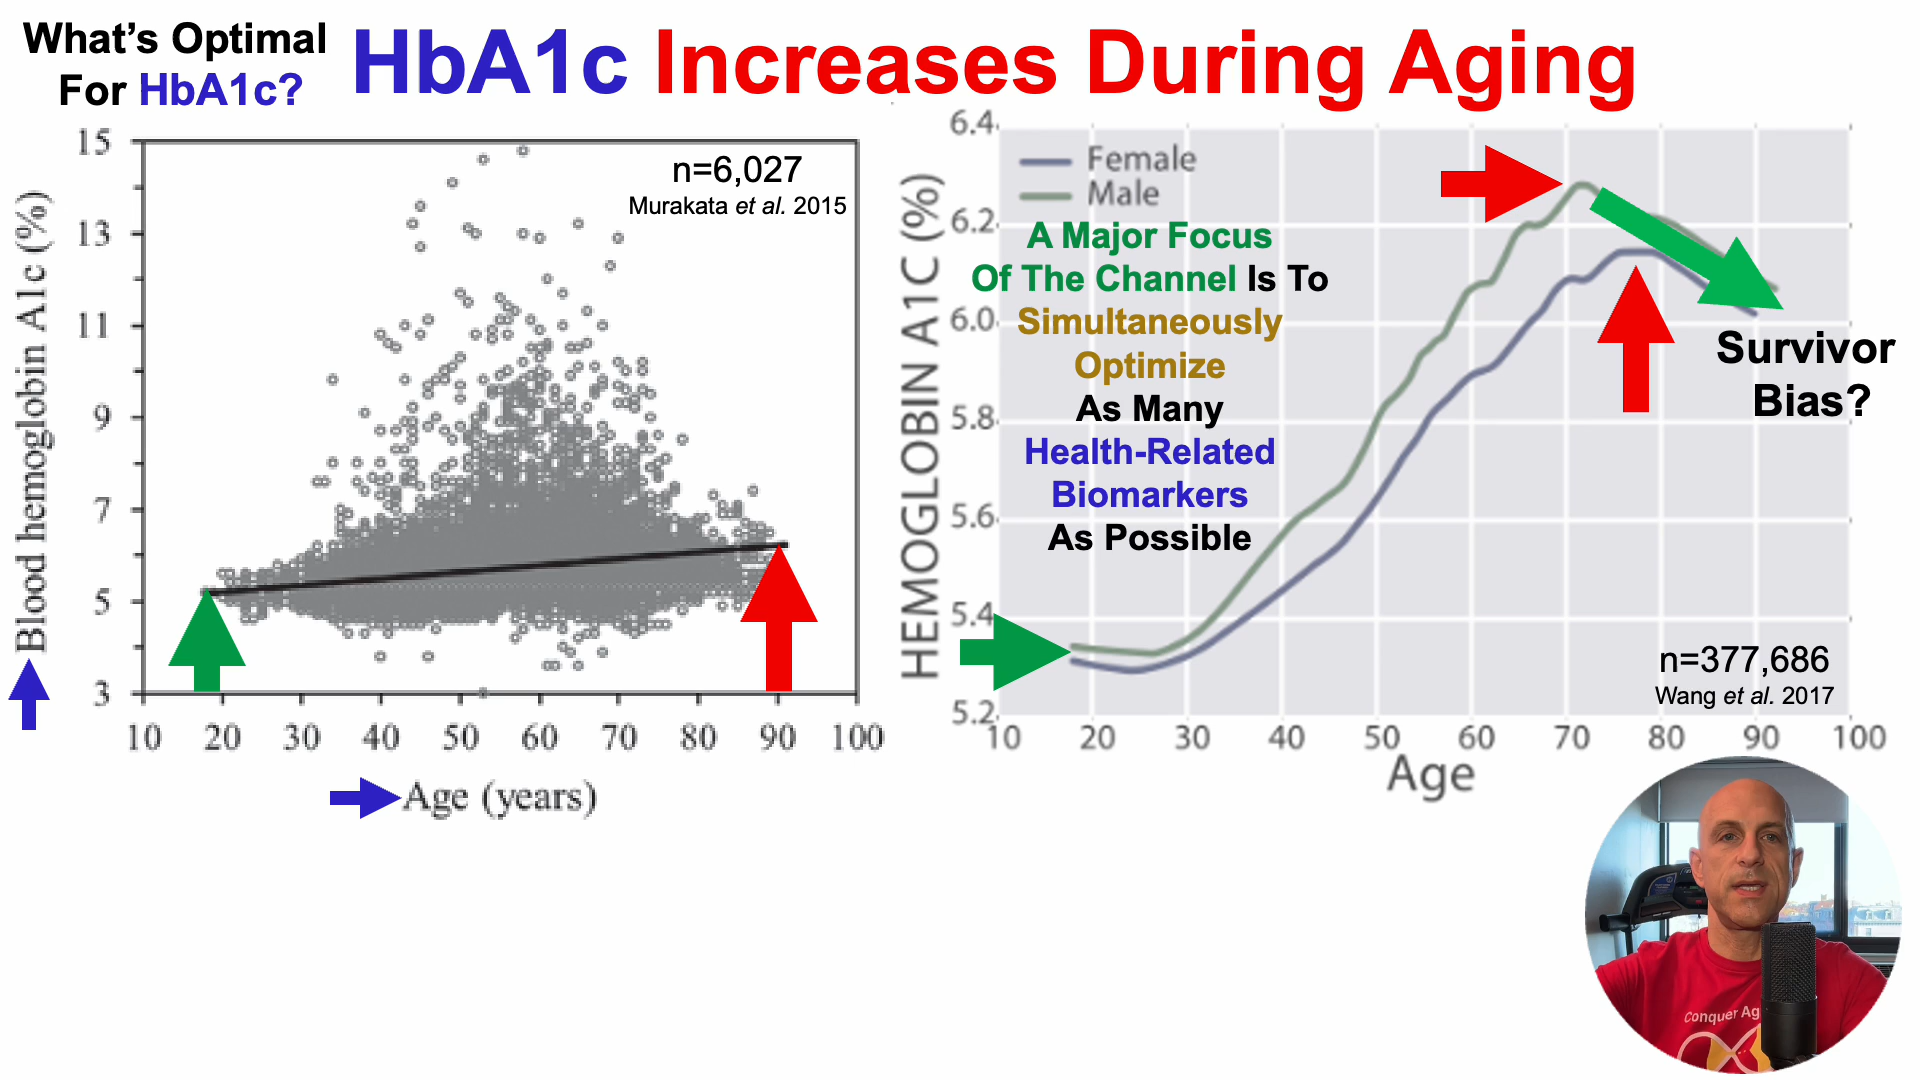 What's Optimal
For HbA1c?
HbA1c Increases During Aging
Blood hemoglobin A1c (%)
15
13
11
9
7
5
3
n=6,027
Murakata et al. 2015
10 20 30 40 50 60 70 80 90 100
Age (years)
HEMOGLOBIN A1C (%)
6.4
6.2
6.0
5.8
5.6
5.4
5.2
Female
Male
A Major Focus
Of The Channel Is To
Simultaneously
Optimize
As Many
Health-Related
Biomarkers
As Possible
Survivor
Bias?
n=377,686
Wang et al. 2017
10 20 30 40 50 60 70 80 90 100
Age
Conquer Ag